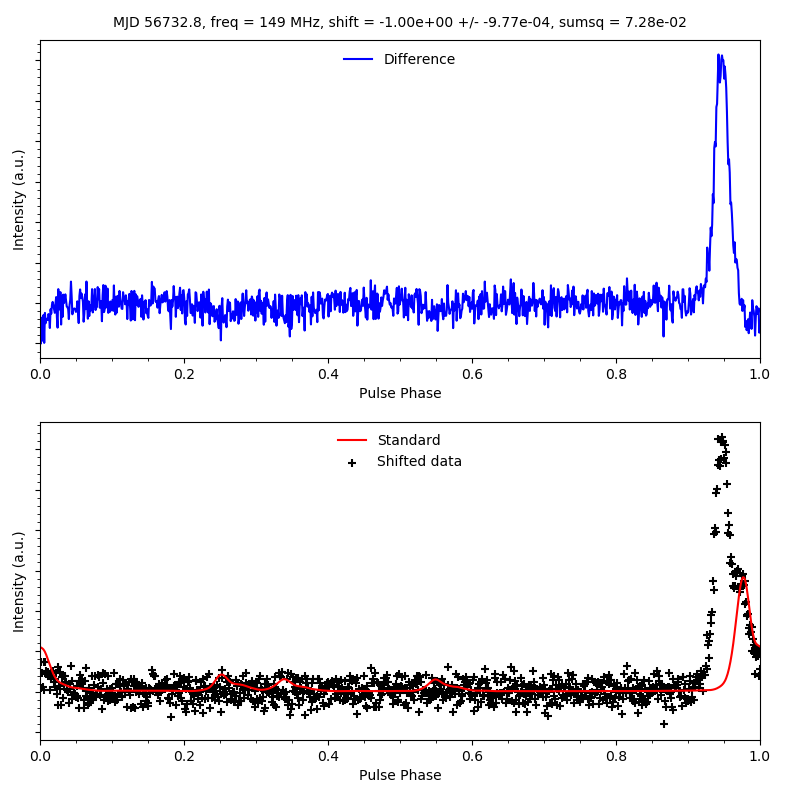 MJD 56732.8, freq = 149 MHz, shift = -1.00e+00 +/- -9.77e-04, sumsq = 7.28e-02
Difference
Intensity (a.u.)
0.0 0.2 0.4 0.6 0.8 1.0
Pulse Phase
Standard
Shifted data
Intensity (a.u.)
0.0 0.2 0.4 0.6 0.8 1.0
Pulse Phase